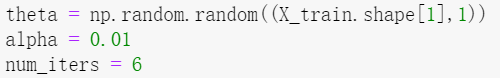 theta = np.random.random((X_train.shape[1],1))
alpha = 0.01
num_iters = 6